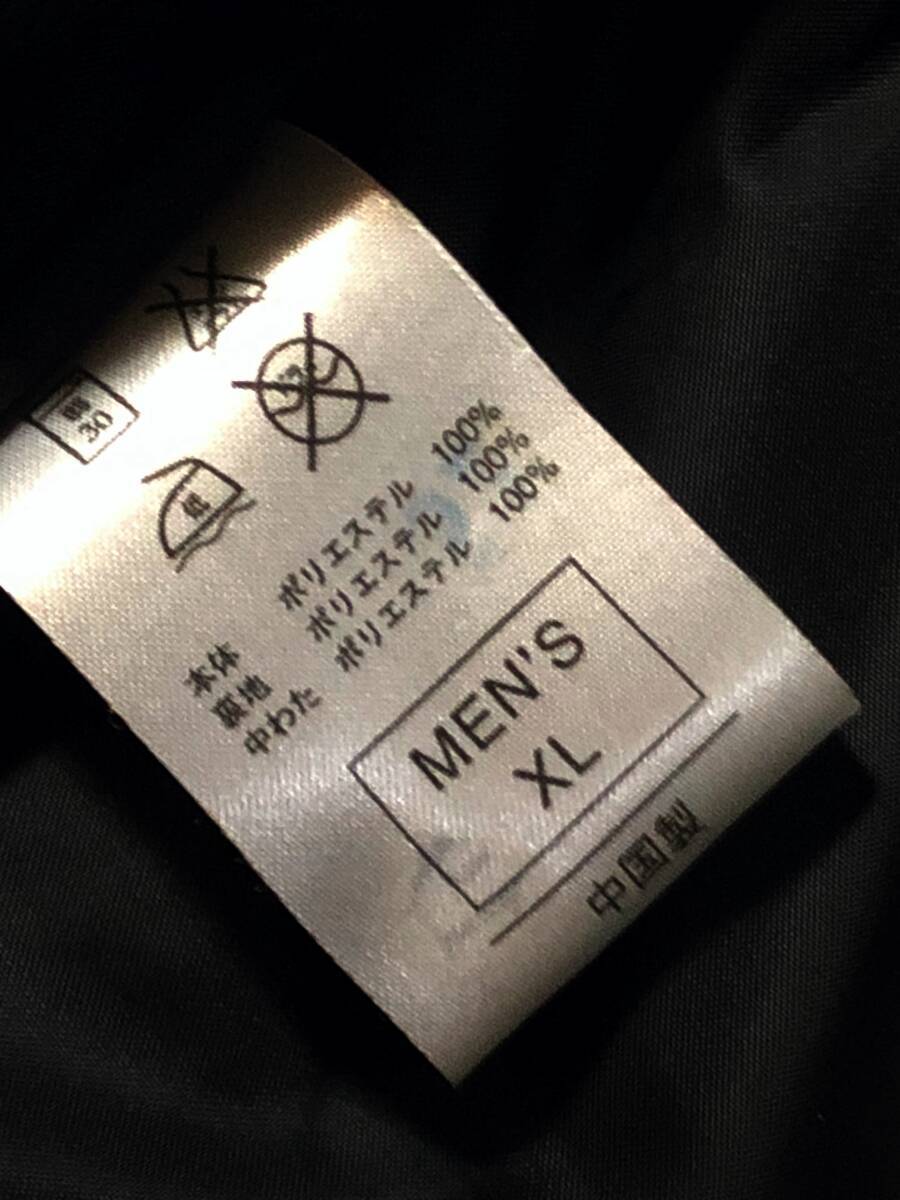 30
低
本体 ポリエステル 100%
裏地 ポリエステル 100%
中わた ポリエステル 100%
MEN'S
XL
中国製